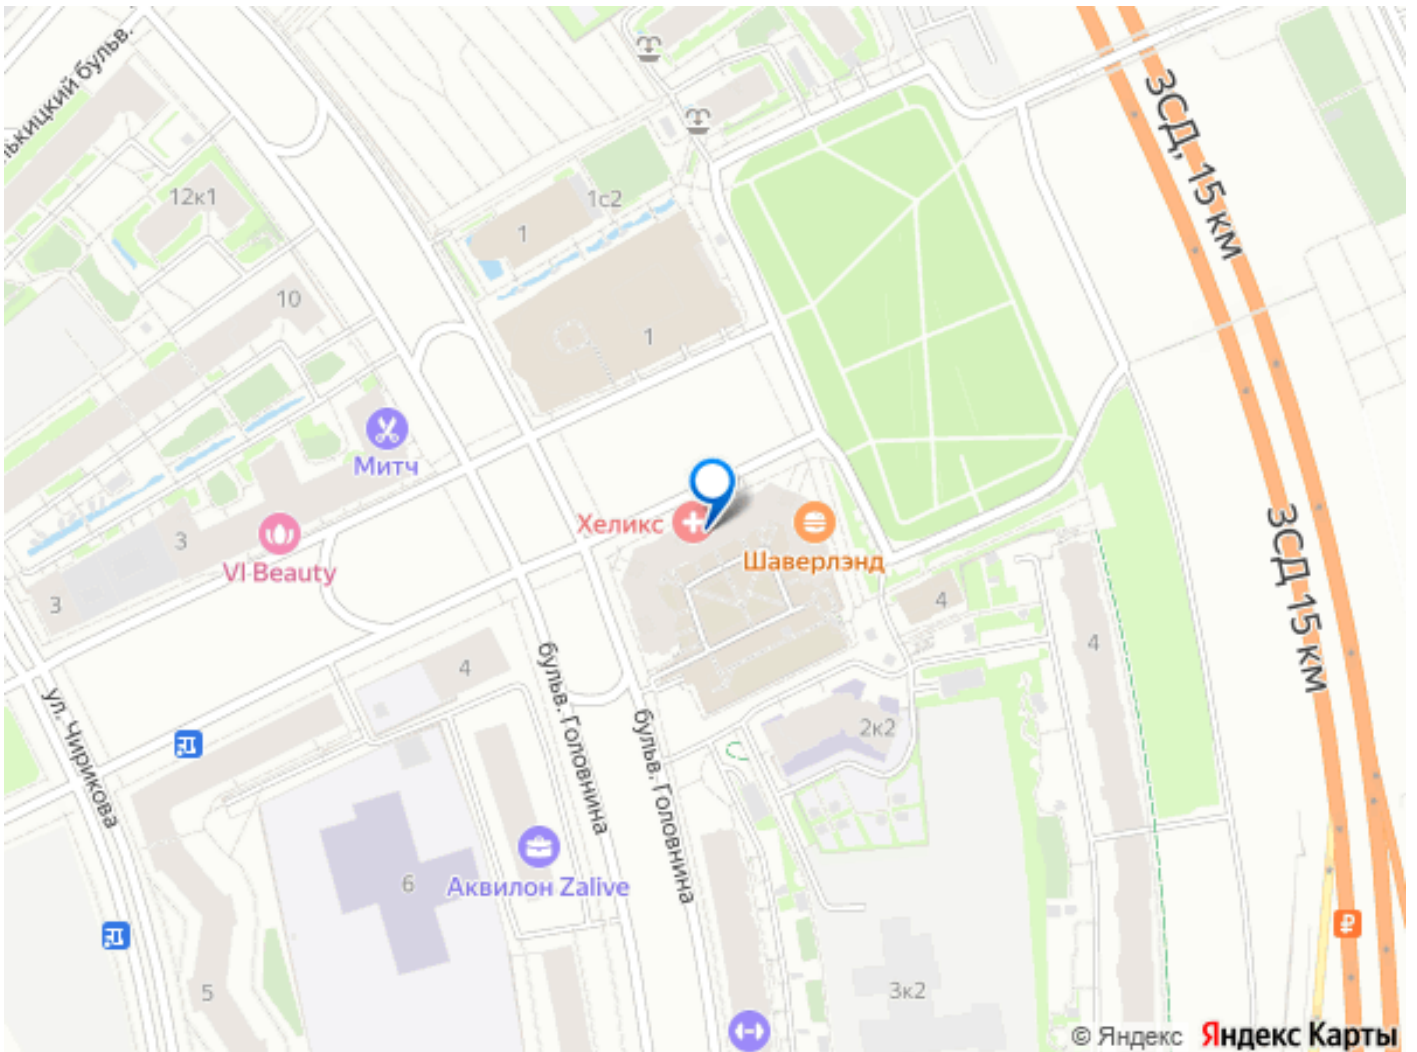 ькицкий бульв.
12к1
1с2
1
ЗСД, 15 км
10
1
Митч
Хеликс
Шаверлэнд
3
VI Beauty
3
ЗСД 15 км
4
4
4
ул. Чирикова
бульв. Головнина
бульв. Головнина
2к2
6
Аквилон Zalive
5
3к2
₽
© Яндекс Яндекс Карты